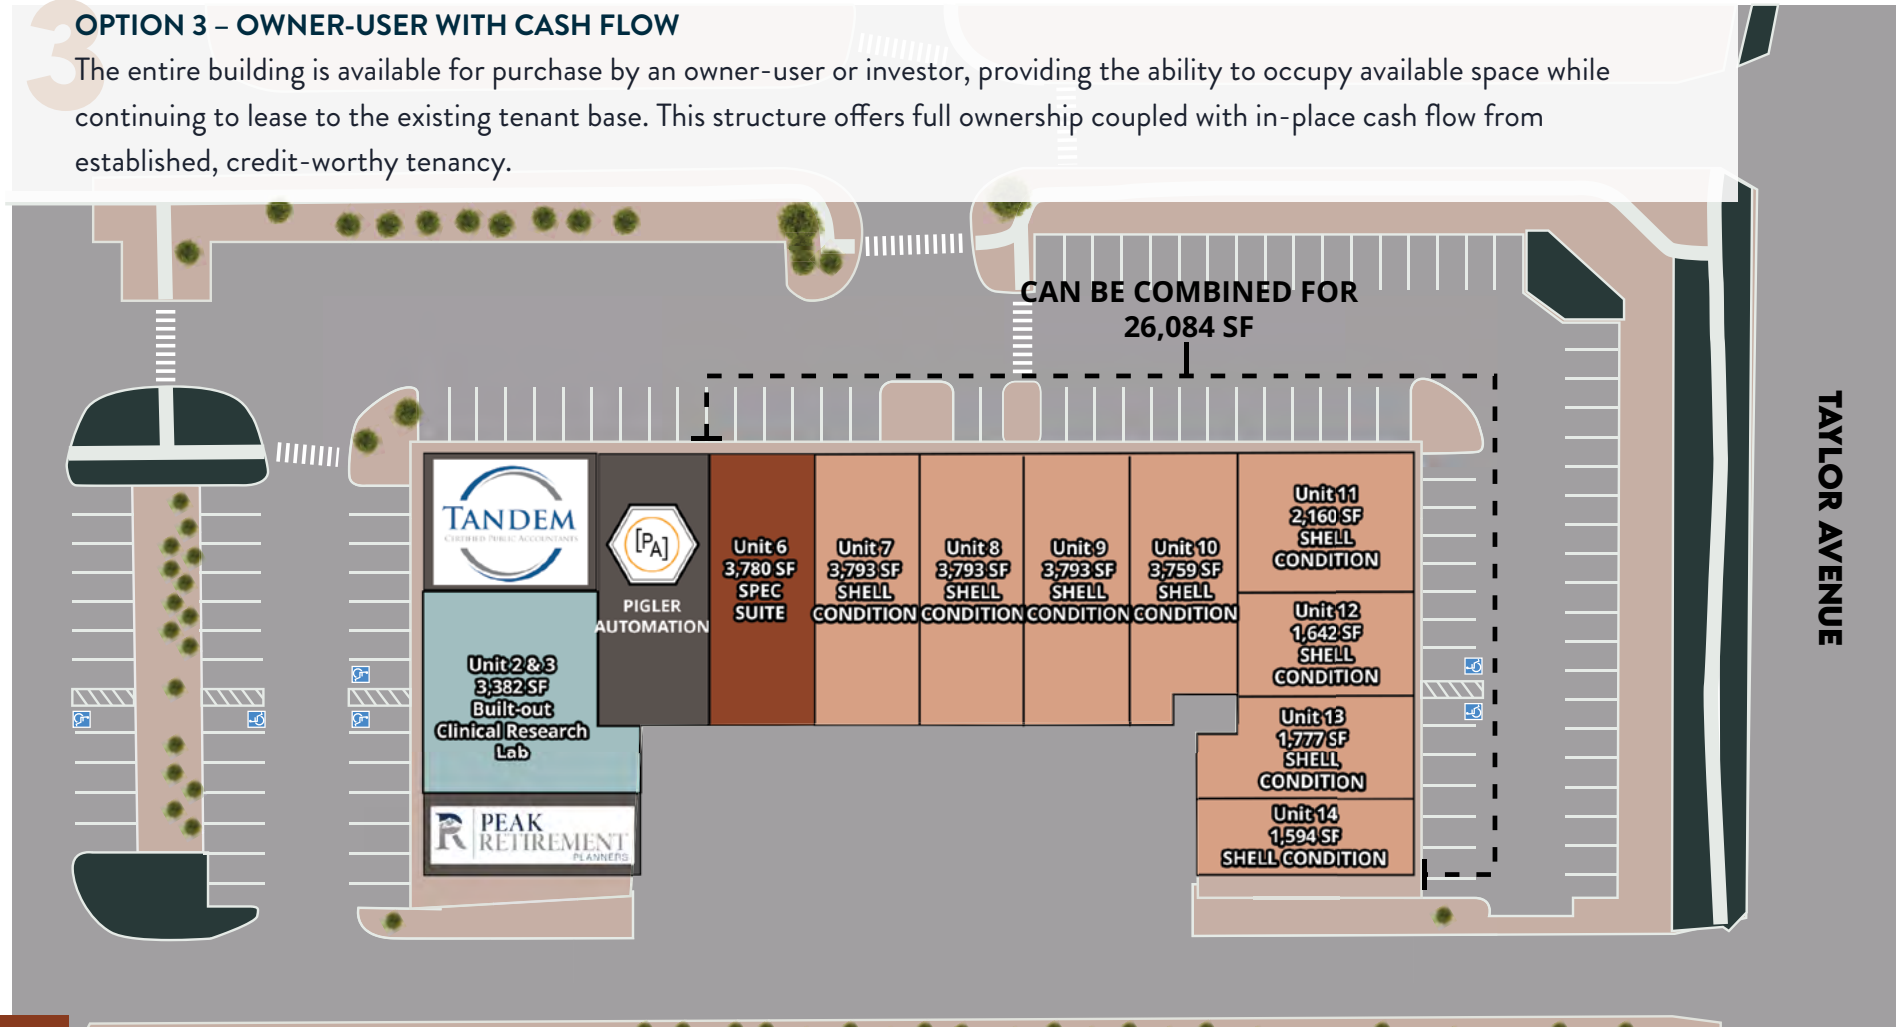 3
OPTION 3 – OWNER-USER WITH CASH FLOW
The entire building is available for purchase by an owner-user or investor, providing the ability to occupy available space while
continuing to lease to the existing tenant base. This structure offers full ownership coupled with in-place cash flow from
established, credit-worthy tenancy.
CAN BE COMBINED FOR
26,084 SF
TANDEM
CERTIFIED PUBLIC ACCOUNTANTS
[PA]
PIGLER
AUTOMATION
Unit 2 & 3
3,382 SF
Built-out
Clinical Research
Lab
R PEAK
RETIREMENT
PLANNERS
Unit 6
3,780 SF
SPEC
SUITE
Unit 7
3,793 SF
SHELL
CONDITION
Unit 8
3,793 SF
SHELL
CONDITION
Unit 9
3,793 SF
SHELL
CONDITION
Unit 10
3,759 SF
SHELL
CONDITION
Unit 11
2,160 SF
SHELL
CONDITION
Unit 12
1,642 SF
SHELL
CONDITION
Unit 13
1,777 SF
SHELL
CONDITION
Unit 14
1,594 SF
SHELL CONDITION
TAYLOR AVENUE